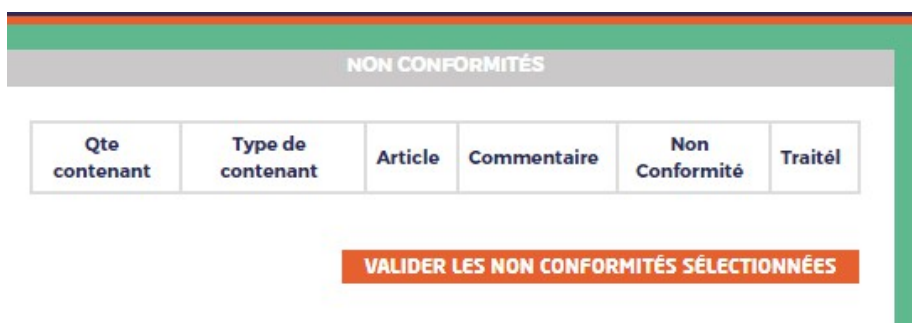 NON CONFORMITÉS
Qte contenant
Type de contenant
Article
Commentaire
Non Conformité
Traitél
VALIDER LES NON CONFORMITÉS SÉLECTIONNÉES